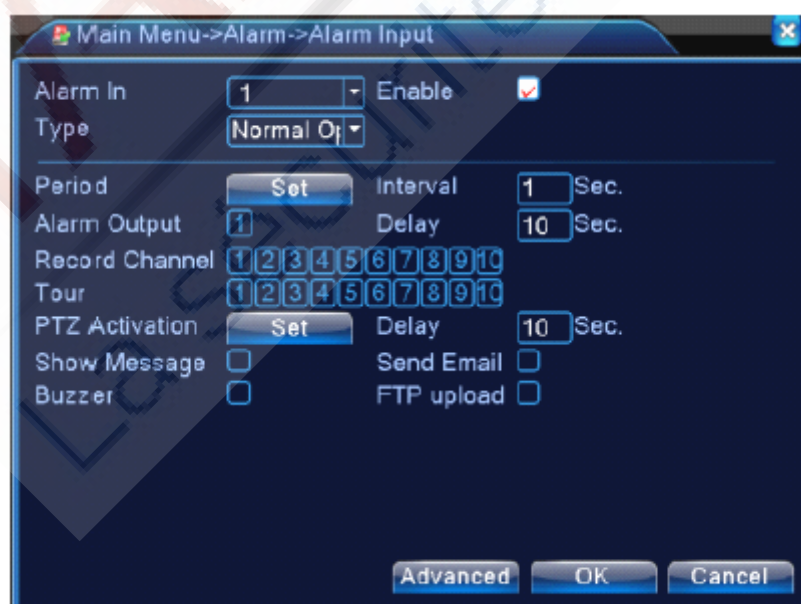 Main Menu->Alarm->Alarm Input
Alarm In 1 Enable
Type Normal Op
Period Set Interval 1 Sec.
Alarm Output 1 Delay 10 Sec.
Record Channel 1 2 3 4 5 6 7 8 9 10
Tour 1 2 3 4 5 6 7 8 9 10
PTZ Activation Set Delay 10 Sec.
Show Message Send Email
Buzzer FTP upload
Advanced OK Cancel
La sécurité